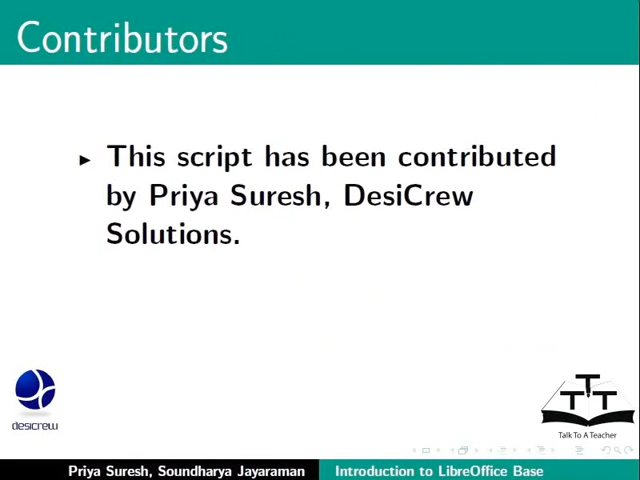 Contributors
This script has been contributed
by Priya Suresh, DesiCrew
Solutions.
desicrew
T T T
Talk To A Teacher
Priya Suresh, Soundharya Jayaraman
Introduction to LibreOffice Base